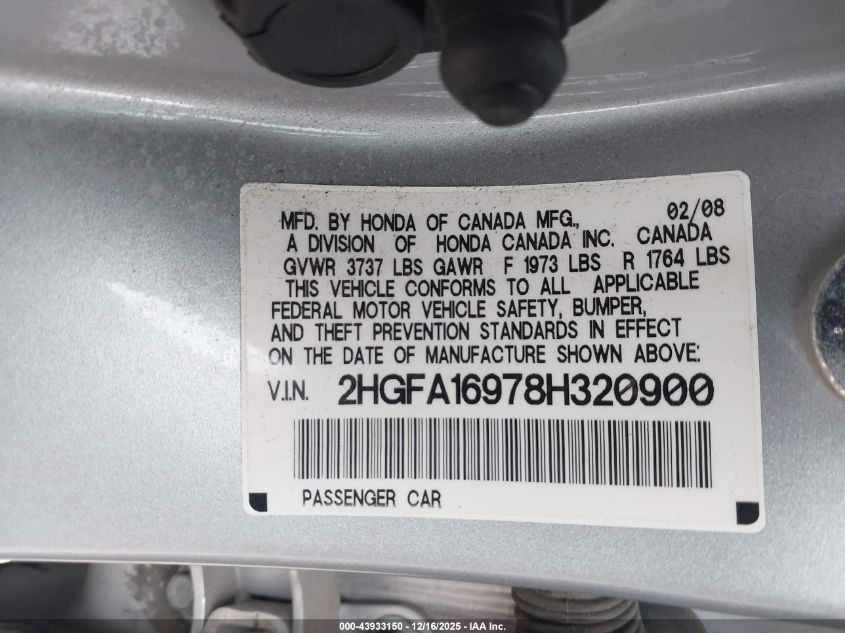 02/08
MFD. BY HONDA OF CANADA MFG.,
A DIVISION OF HONDA CANADA INC. CANADA
GVWR 3737 LBS GAWR F 1973 LBS R 1764 LBS
THIS VEHICLE CONFORMS TO ALL APPLICABLE
FEDERAL MOTOR VEHICLE SAFETY, BUMPER,
AND THEFT PREVENTION STANDARDS IN EFFECT
ON THE DATE OF MANUFACTURE SHOWN ABOVE:
V.I.N. 2HGFA16978H320900
PASSENGER CAR
000-43933150 - 12/16/2025 - IAA Inc.